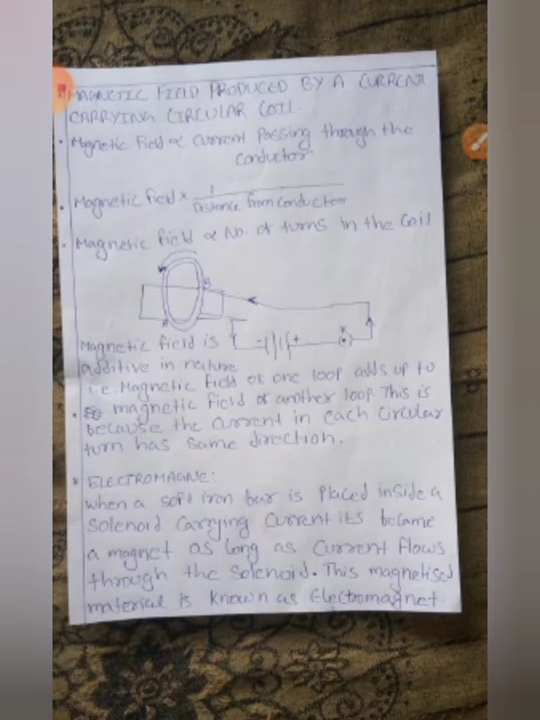 MAGNETIC FIELD PRODUCED BY A CURRENT
CARRYING CIRCULAR COIL.
• Magnetic Field ∝ Current Passing through the
Conductor
• Magnetic field ∝ 1
Distance from Conductor
• Magnetic field ∝ No. of turns in the Coil
- +
K
Magnetic field is
additive in nature
i.e. Magnetic field of one loop adds up to
• magnetic field of another loop. This is
because the current in each Circular
turn has same direction.
* ELECTROMAGNE:
when a soft iron bar is Placed inside a
Solenoid Carrying Current its became
a magnet as long as Current flows
through the solenoid. This magnetised
material is known as Electromagnet